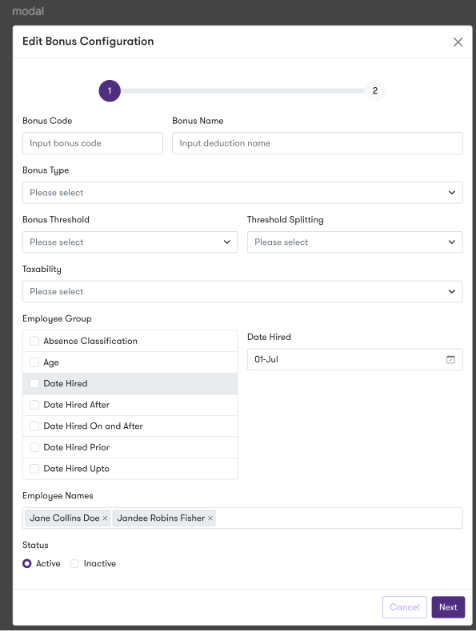 modal
Edit Bonus Configuration
1
2
Bonus Code
Bonus Name
Input bonus code
Input deduction name
Bonus Type
Please select
Bonus Threshold
Threshold Splitting
Please select
Please select
Taxability
Please select
Employee Group
Absence Classification
Age
Date Hired
Date Hired After
Date Hired On and After
Date Hired Prior
Date Hired Upto
Date Hired
01-Jul
Employee Names
Jane Collins Doe × Jandee Robins Fisher ×
Status
Active Inactive
Cancel Next